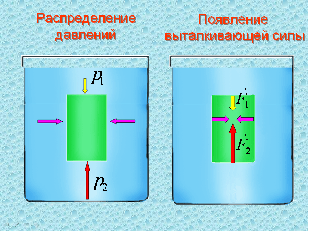 Распределение
давлений
Появление
выталкивающей силы
p₁
p₂
F₁
F₂